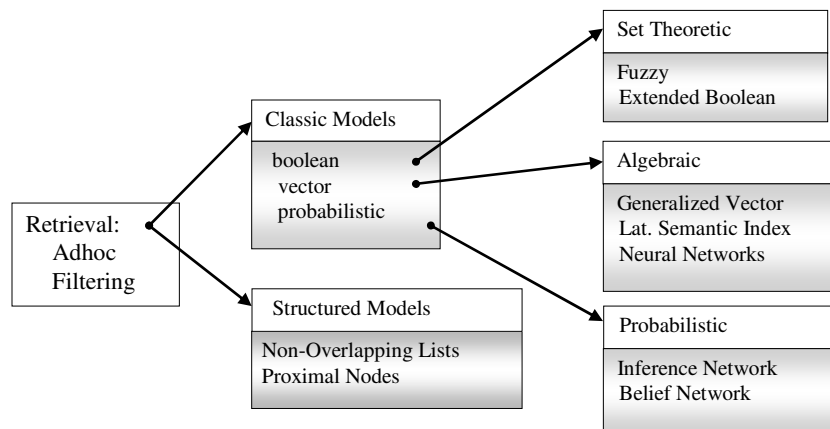 Retrieval:
Adhoc
Filtering
Classic Models
boolean
vector
probabilistic
Structured Models
Non-Overlapping Lists
Proximal Nodes
Set Theoretic
Fuzzy
Extended Boolean
Algebraic
Generalized Vector
Lat. Semantic Index
Neural Networks
Probabilistic
Inference Network
Belief Network